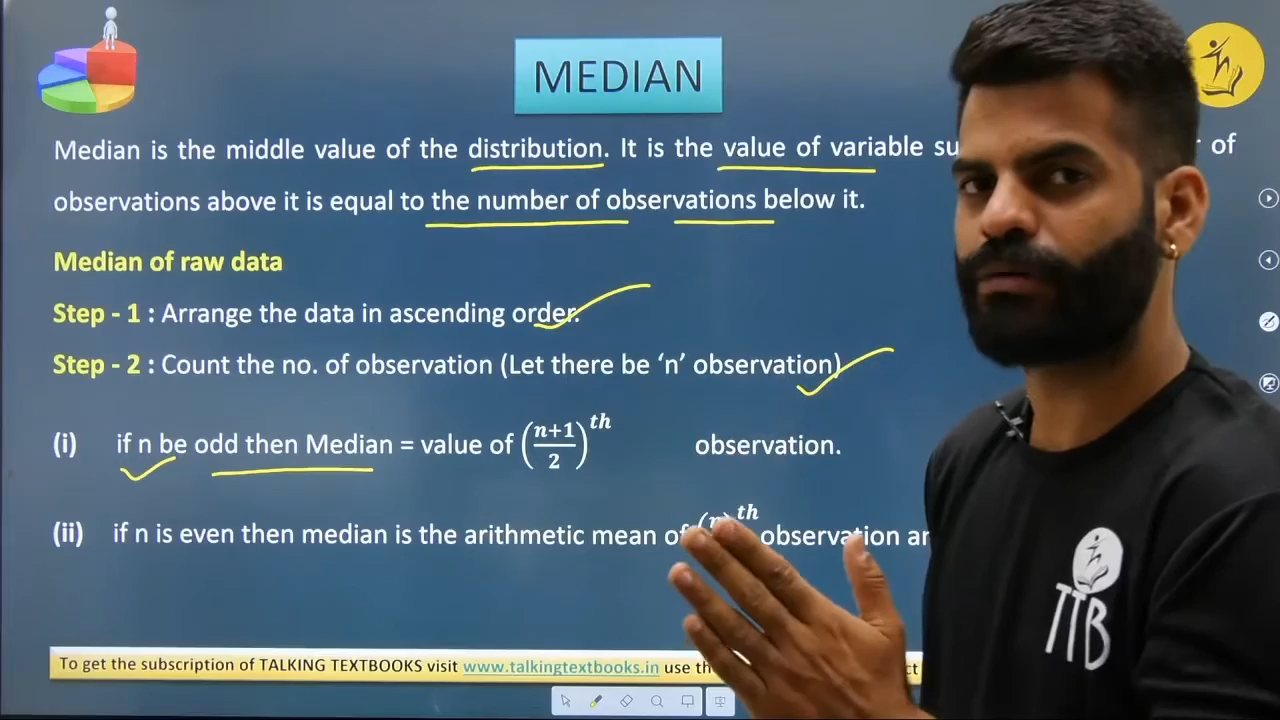 MEDIAN
Median is the middle value of the distribution. It is the value of variable of
observations above it is equal to the number of observations below it.
Median of raw data
Step - 1 : Arrange the data in ascending order.
Step - 2 : Count the no. of observation (Let there be ‘n’ observation)
(i) if n be odd then Median = value of (n+1/2)th observation.
(ii) if n is even then median is the arithmetic mean of th observation
To get the subscription of TALKING TEXTBOOKS visit www.talkingtextbooks.in use
TTB